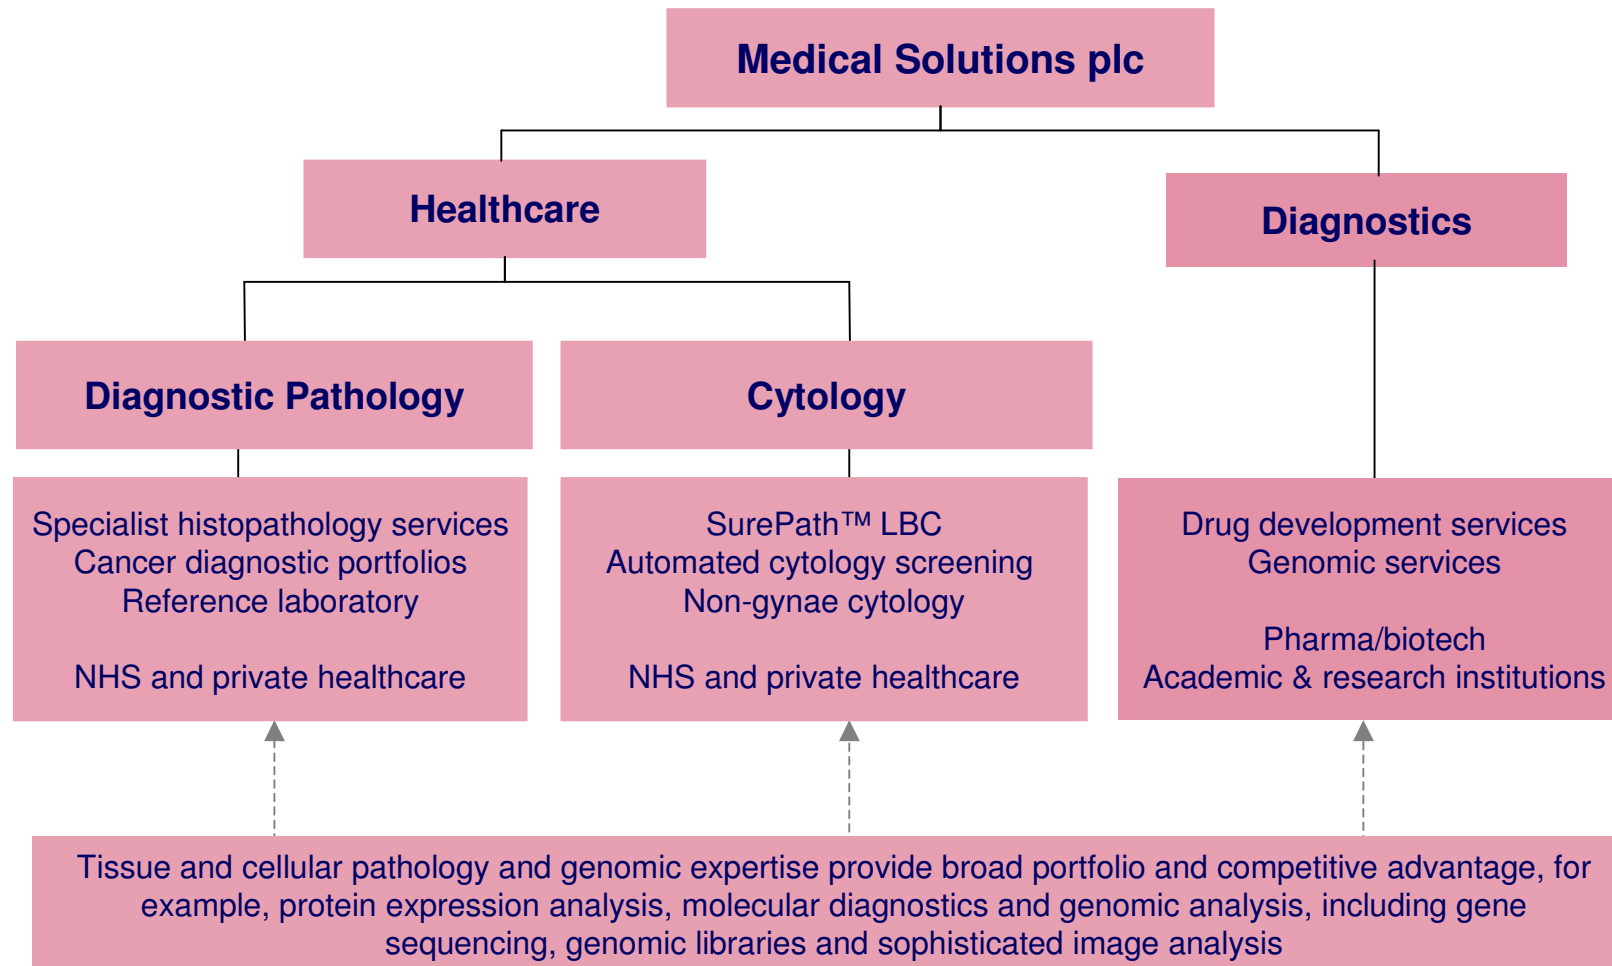 Medical Solutions plc
Healthcare
Diagnostics
Diagnostic Pathology
Cytology
Specialist histopathology services
Cancer diagnostic portfolios
Reference laboratory
NHS and private healthcare
SurePath™ LBC
Automated cytology screening
Non-gynae cytology
NHS and private healthcare
Drug development services
Genomic services
Pharma/biotech
Academic & research institutions
Tissue and cellular pathology and genomic expertise provide broad portfolio and competitive advantage, for
example, protein expression analysis, molecular diagnostics and genomic analysis, including gene
sequencing, genomic libraries and sophisticated image analysis